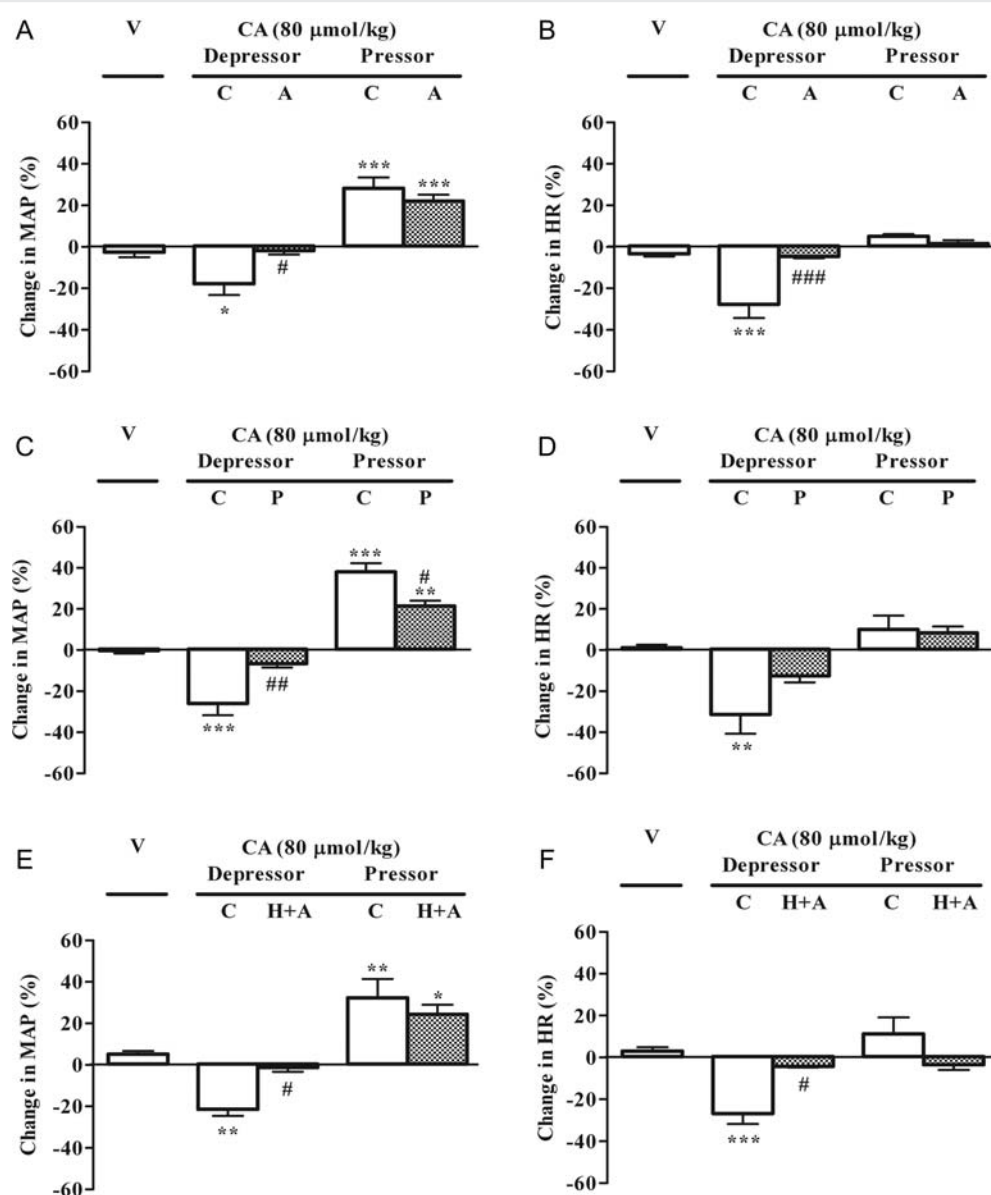 A
V
CA (80 μmol/kg)
Depressor Pressor
C A C A
Change in MAP (%)
60
40
20
0
-20
-40
-60
***
***
#
*
B
V
CA (80 μmol/kg)
Depressor Pressor
C A C A
Change in HR (%)
60
40
20
0
-20
-40
-60
###
***
C
V
CA (80 μmol/kg)
Depressor Pressor
C P C P
Change in MAP (%)
60
40
20
0
-20
-40
-60
***
#
**
##
***
D
V
CA (80 μmol/kg)
Depressor Pressor
C P C P
Change in HR (%)
60
40
20
0
-20
-40
-60
**
E
V
CA (80 μmol/kg)
Depressor Pressor
C H+A C H+A
Change in MAP (%)
60
40
20
0
-20
-40
-60
**
*
#
**
F
V
CA (80 μmol/kg)
Depressor Pressor
C H+A C H+A
Change in HR (%)
60
40
20
0
-20
-40
-60
#
***